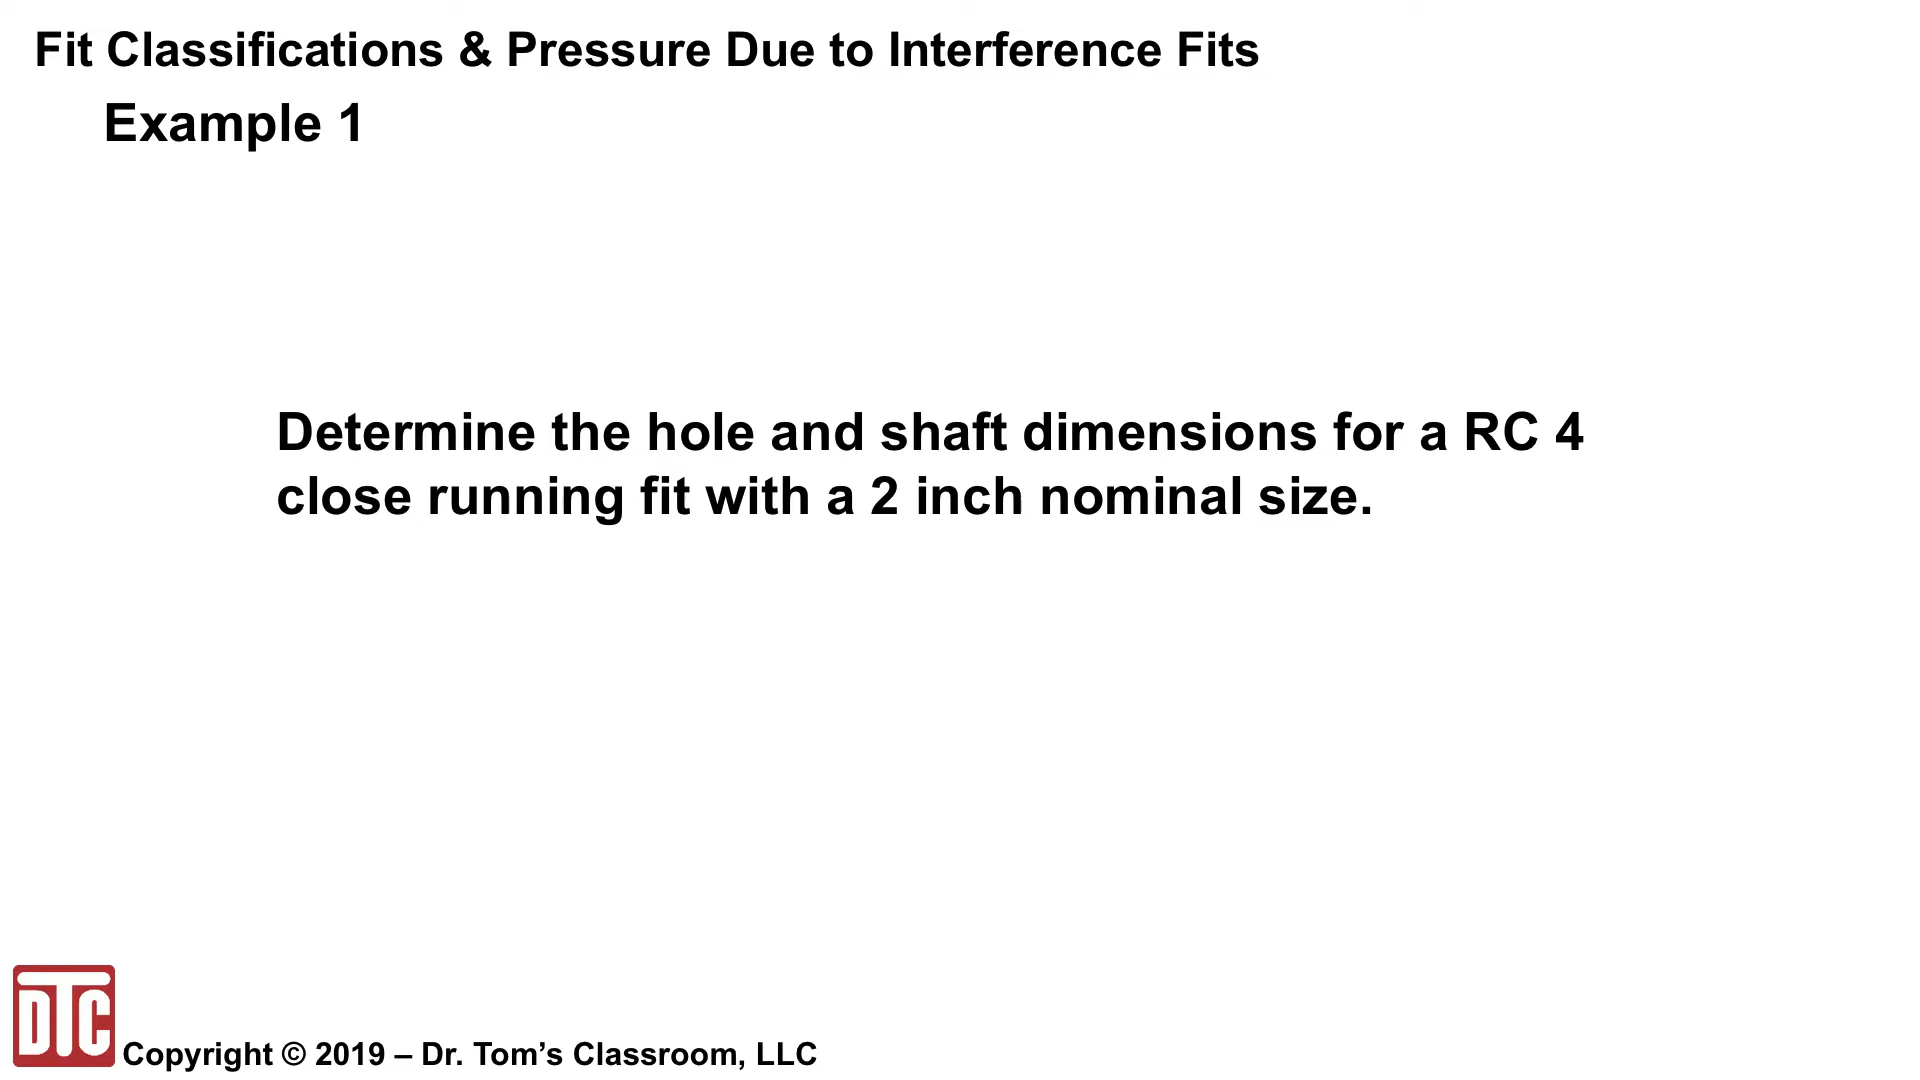 Fit Classifications & Pressure Due to Interference Fits
Example 1
Determine the hole and shaft dimensions for a RC 4
close running fit with a 2 inch nominal size.
DTC
Copyright © 2019 – Dr. Tom’s Classroom, LLC